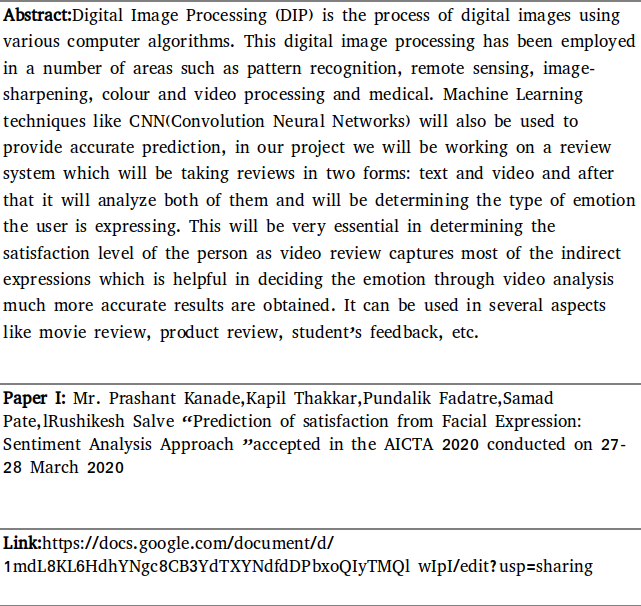 Abstract:Digital Image Processing (DIP) is the process of digital images using
various computer algorithms. This digital image processing has been employed
in a number of areas such as pattern recognition, remote sensing, image-
sharpening, colour and video processing and medical. Machine Learning
techniques like CNN(Convolution Neural Networks) will also be used to
provide accurate prediction, in our project we will be working on a review
system which will be taking reviews in two forms: text and video and after
that it will analyze both of them and will be determining the type of emotion
the user is expressing. This will be very essential in determining the
satisfaction level of the person as video review captures most of the indirect
expressions which is helpful in deciding the emotion through video analysis
much more accurate results are obtained. It can be used in several aspects
like movie review, product review, student’s feedback, etc.
Paper I: Mr. Prashant Kanade,Kapil Thakkar,Pundalik Fadatre,Samad
Pate,lRushikesh Salve “Prediction of satisfaction from Facial Expression:
Sentiment Analysis Approach ”accepted in the AICTA 2020 conducted on 27-
28 March 2020
Link:https://docs.google.com/document/d/
1mdL8KL6HdhYNgc8CB3YdTXYNdfdDPbxoQIyTMQl wIpI/edit?usp=sharing